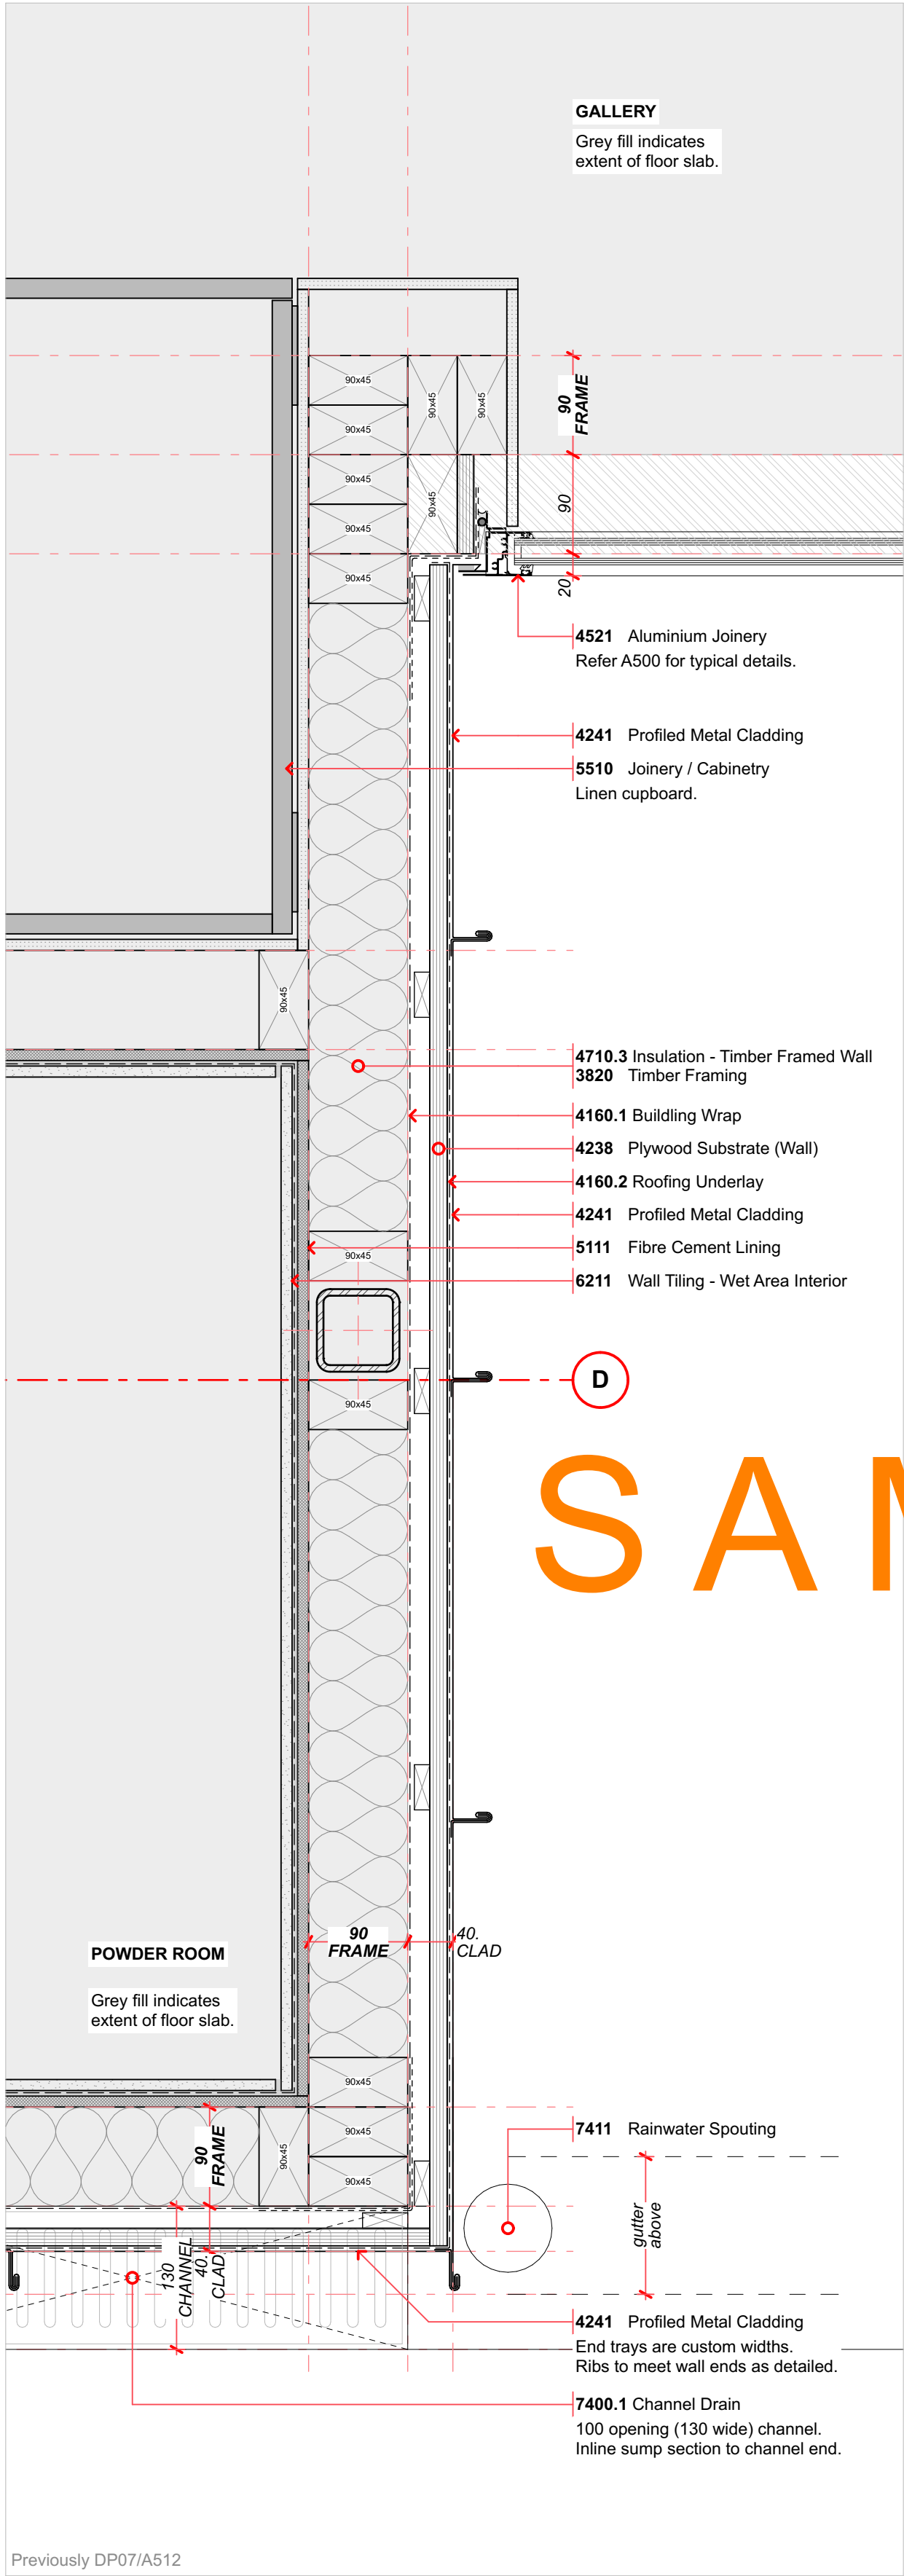 GALLERY
Grey fill indicates
extent of floor slab.
90x45
90x45
90x45
90x45
90
FRAME
90x45
90x45
90x45
90
90x45
20
4521 Aluminium Joinery
Refer A500 for typical details.
4241 Profiled Metal Cladding
5510 Joinery / Cabinetry
Linen cupboard.
90x45
4710.3 Insulation - Timber Framed Wall
3820 Timber Framing
4160.1 Buildling Wrap
4238 Plywood Substrate (Wall)
4160.2 Roofing Underlay
4241 Profiled Metal Cladding
5111 Fibre Cement Lining
90x45
6211 Wall Tiling - Wet Area Interior
D
90x45
SAM
90
FRAME
40.
CLAD
POWDER ROOM
Grey fill indicates
extent of floor slab.
90x45
90x45
90x45
90x45
90
FRAME
7411 Rainwater Spouting
gutter
above
130
CHANNEL
40.
CLAD
4241 Profiled Metal Cladding
End trays are custom widths.
Ribs to meet wall ends as detailed.
7400.1 Channel Drain
100 opening (130 wide) channel.
Inline sump section to channel end.
Previously DP07/A512